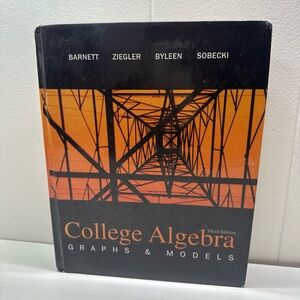 BARNETT ZIEGLER BYLEEN SOBECKI
Third Edition
College Algebra
GRAPHS & MODELS